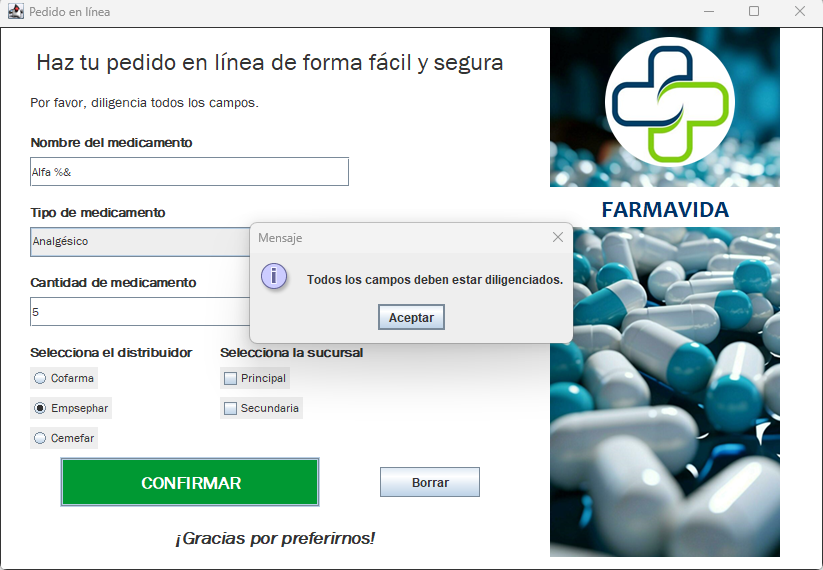 Pedido en línea
Haz tu pedido en línea de forma fácil y segura
Por favor, diligencia todos los campos.
Nombre del medicamento
Alfa %&
Tipo de medicamento
Analgésico
Cantidad de medicamento
5
Mensaje
i
Todos los campos deben estar diligenciados.
Aceptar
Selecciona el distribuidor
Cofarma
Empsephar
Cemefar
Selecciona la sucursal
Principal
Secundaria
CONFIRMAR
Borrar
¡Gracias por preferirnos!
FARMAVIDA